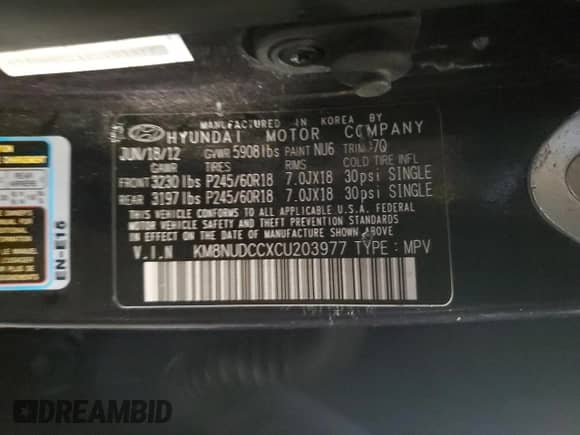 MANUFACTURED IN KOREA BY
HYUNDAI MOTOR COMPANY
JUN/18/12 GVWR 5908lbs PAINT NU6 TRIM 7Q
GAWR TIRES RIMS COLD TIRE INFL
FRONT 3230 lbs P245/60R18 7.0JX18 30psi SINGLE
REAR 3197 lbs P245/60R18 7.0JX18 30psi SINGLE
THIS VEHICLE CONFORMS TO ALL APPLICABLE U.S.A. FEDERAL
MOTOR VEHICLE SAFETY AND THEFT PREVENTION STANDARDS
IN EFFECT ON THE DATE OF MANUFACTURE SHOWN ABOVE.
V.I.N KM8NUDCCXCU203977 TYPE : MPV
REAR
EN-E16
DREAMBID